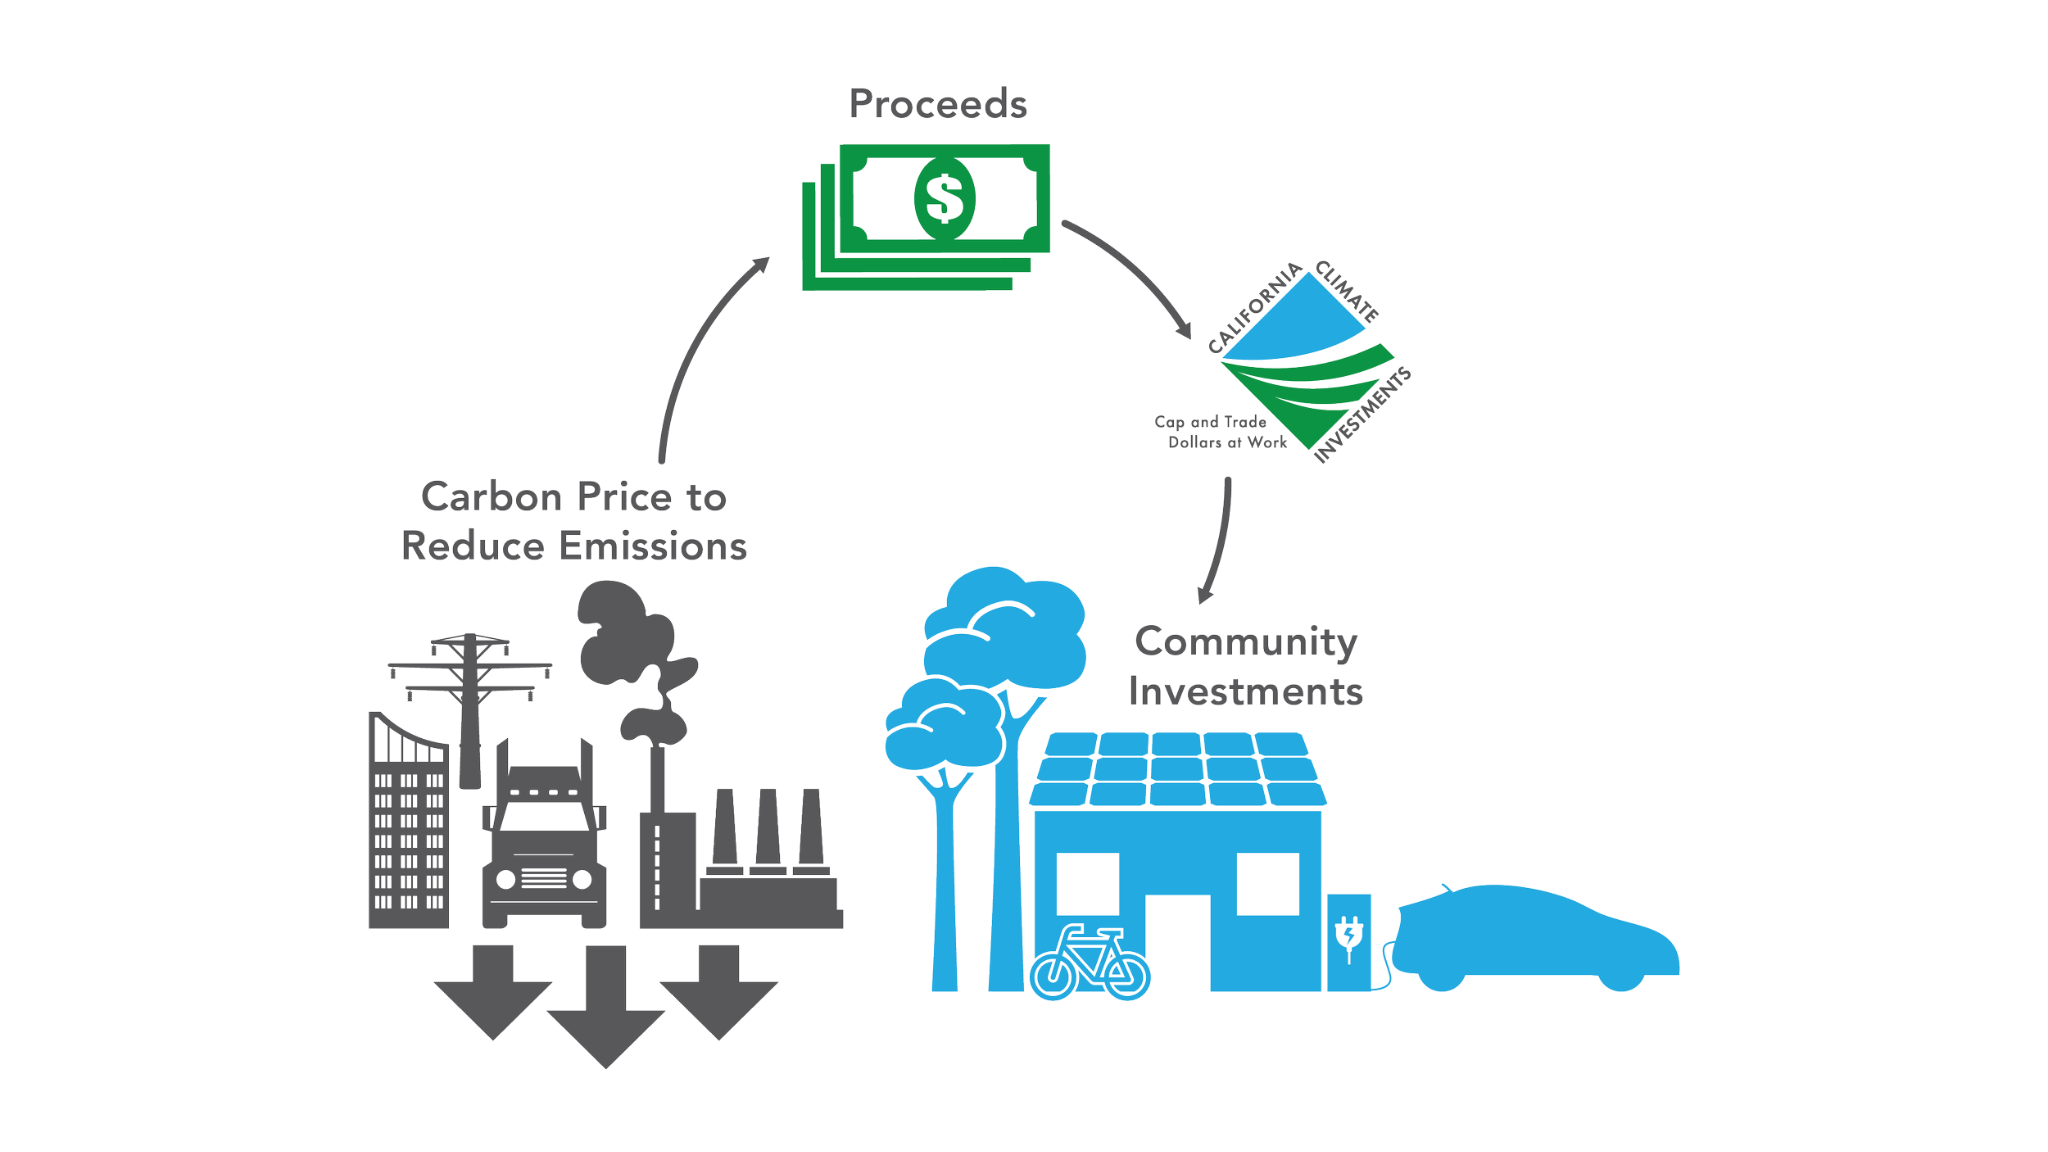 Proceeds
$
CALIFORNIA
CLIMATE
INVESTMENTS
Cap and Trade
Dollars at Work
Carbon Price to
Reduce Emissions
Community
Investments